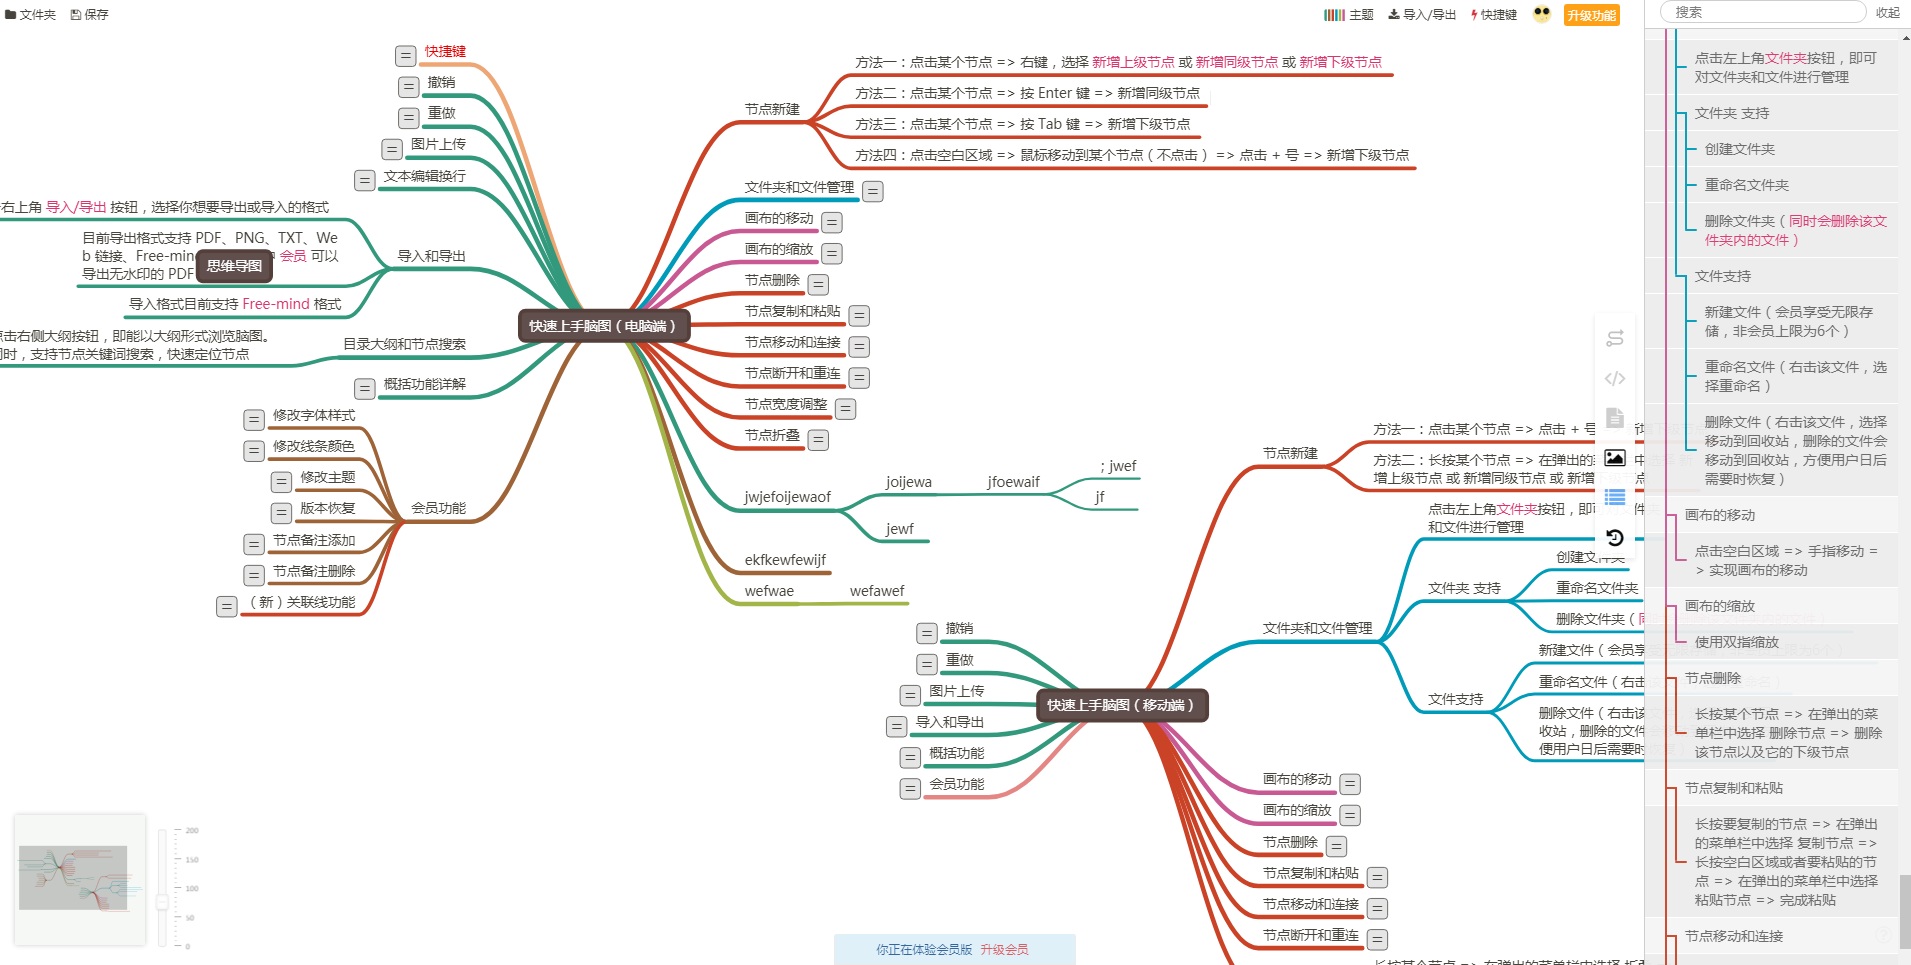 文件夹 保存
主题 导入/导出 快捷键 升级功能
快捷键
撤销
重做
图片上传
文本编辑换行
右上角 导入/导出 按钮，选择你想要导出或导入的格式
目前导出格式支持 PDF、PNG、TXT、We
b 链接、Free-min
会员 可以
导出无水印的 PDF
思维导图
导入格式目前支持 Free-mind 格式
导入和导出
点击右侧大纲按钮，即能以大纲形式浏览脑图。
时，支持节点关键词搜索，快速定位节点
目录大纲和节点搜索
概括功能详解
修改字体样式
修改线条颜色
修改主题
版本恢复
节点备注添加
节点备注删除
（新）关联线功能
会员功能
快速上手脑图（电脑端）
节点新建
方法一：点击某个节点 => 右键，选择 新增上级节点 或 新增同级节点 或 新增下级节点
方法二：点击某个节点 => 按 Enter 键 => 新增同级节点
方法三：点击某个节点 => 按 Tab 键 => 新增下级节点
方法四：点击空白区域 => 鼠标移动到某个节点（不点击） => 点击 + 号 => 新增下级节点
文件夹和文件管理
画布的移动
画布的缩放
节点删除
节点复制和粘贴
节点移动和连接
节点断开和重连
节点宽度调整
节点折叠
jwjefoijewaof
joijewa
jfoewaif
; jwef
jf
jewf
ekfkewfewijf
wefwae
wefawef
撤销
重做
图片上传
导入和导出
概括功能
会员功能
快速上手脑图（移动端）
节点新建
方法一：点击某个节点 => 点击 + 号
方法二：长按某个节点 => 在弹出的
增上级节点 或 新增同级节点 或 新增
文件夹和文件管理
点击左上角文件夹按钮，即可
和文件进行管理
文件夹 支持
创建文件夹
重命名文件夹
删除文件夹（
文件支持
新建文件（会员享
重命名文件（右击
删除文件（右击该
收站，删除的文件
便用户日后需要时
画布的移动
画布的缩放
节点删除
节点复制和粘贴
节点移动和连接
节点断开和重连
长按某个节点 => 在弹出的菜单栏中选择
200
150
100
50
0
你正在体验会员版 升级会员
搜索 收起
点击左上角文件夹按钮，即可
对文件夹和文件进行管理
文件夹 支持
创建文件夹
重命名文件夹
删除文件夹（同时会删除该文
件夹内的文件）
文件支持
新建文件（会员享受无限存
储，非会员上限为6个）
重命名文件（右击该文件，选
择重命名）
删除文件（右击该文件，选择
移动到回收站，删除的文件会
移动到回收站，方便用户日后
需要时恢复）
画布的移动
点击空白区域 => 手指移动 =
> 实现画布的移动
画布的缩放
使用双指缩放
节点删除
长按某个节点 => 在弹出的菜
单栏中选择 删除节点 => 删除
该节点以及它的下级节点
节点复制和粘贴
长按要复制的节点 => 在弹出
的菜单栏中选择 复制节点 =>
长按空白区域或者要粘贴的节
点 => 在弹出的菜单栏中选择
粘贴节点 => 完成粘贴
节点移动和连接